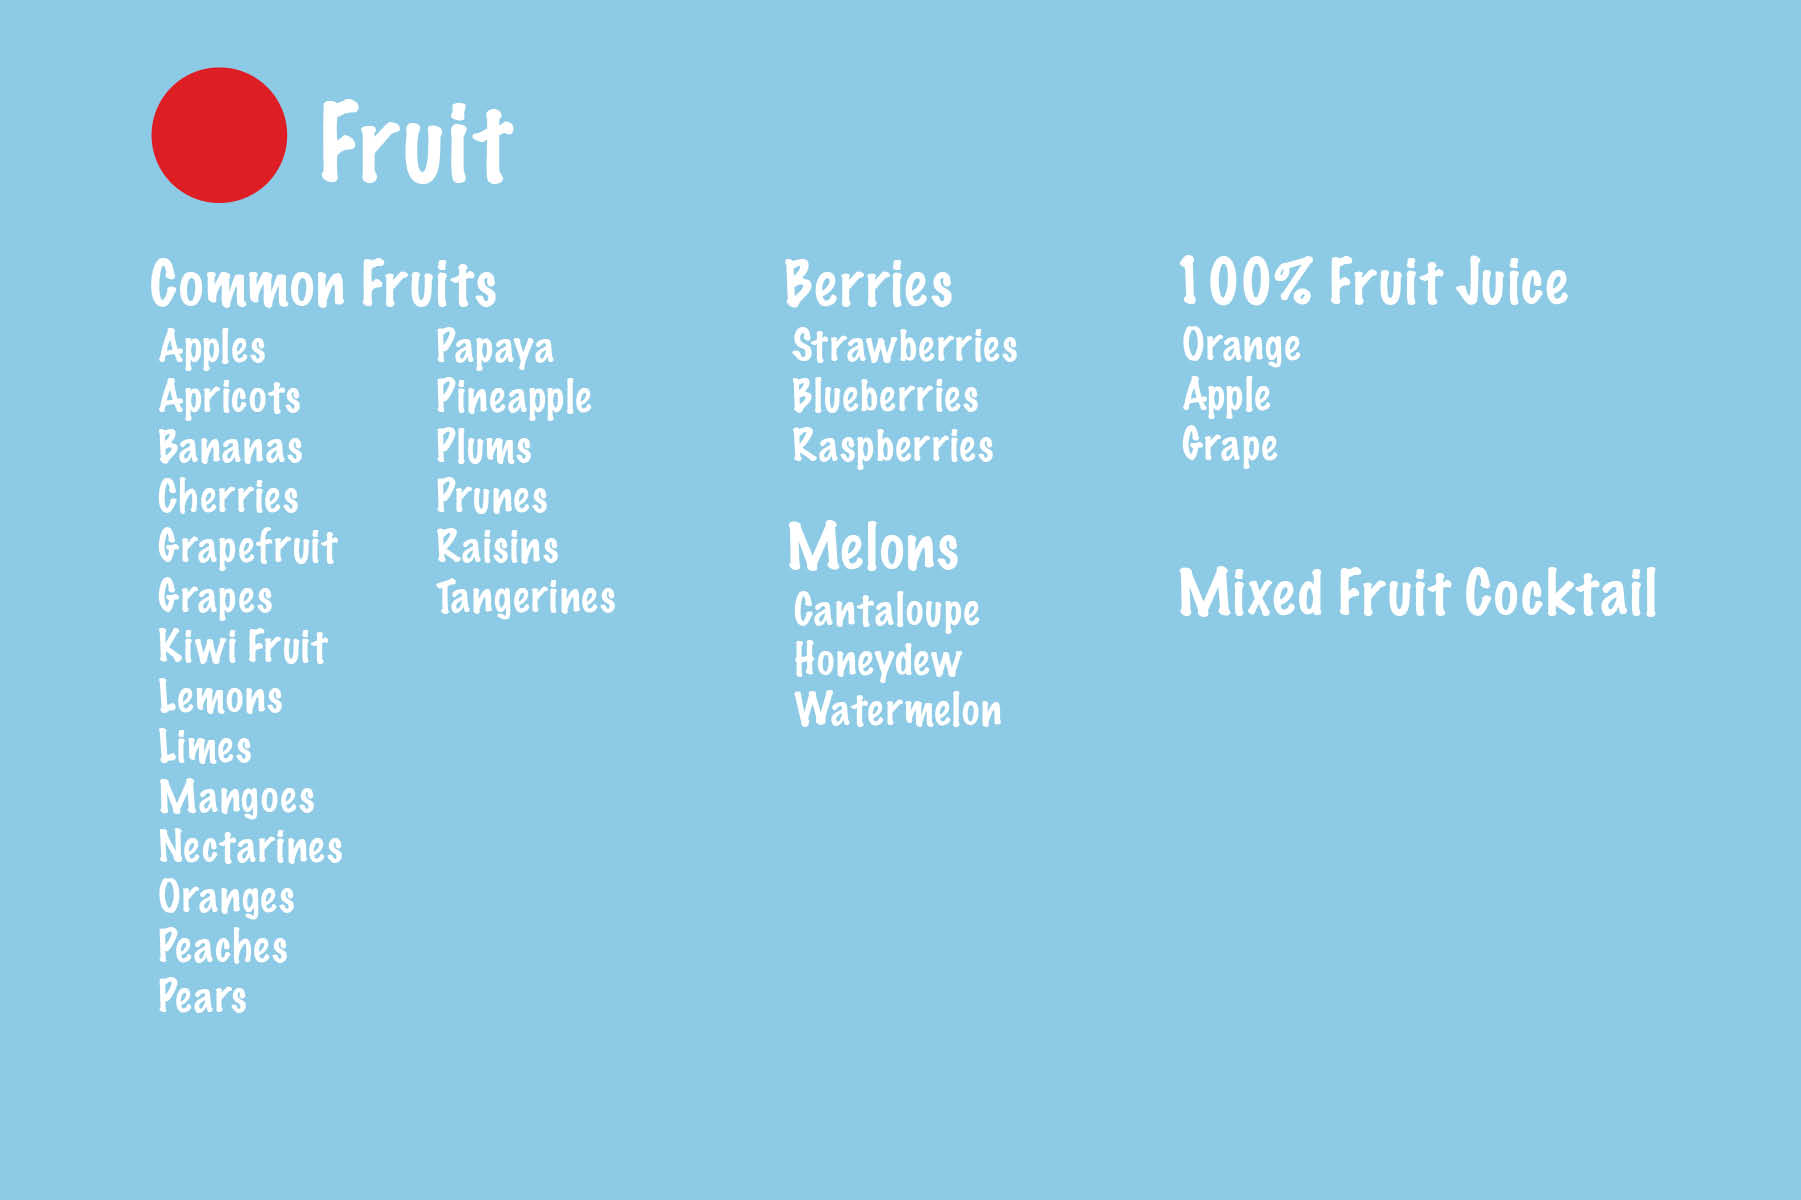 Fruit
Common Fruits
Apples
Apricots
Bananas
Cherries
Grapefruit
Grapes
Kiwi Fruit
Lemons
Limes
Mangoes
Nectarines
Oranges
Peaches
Pears
Papaya
Pineapple
Plums
Prunes
Raisins
Tangerines
Berries
Strawberries
Blueberries
Raspberries
Melons
Cantaloupe
Honeydew
Watermelon
100% Fruit Juice
Orange
Apple
Grape
Mixed Fruit Cocktail